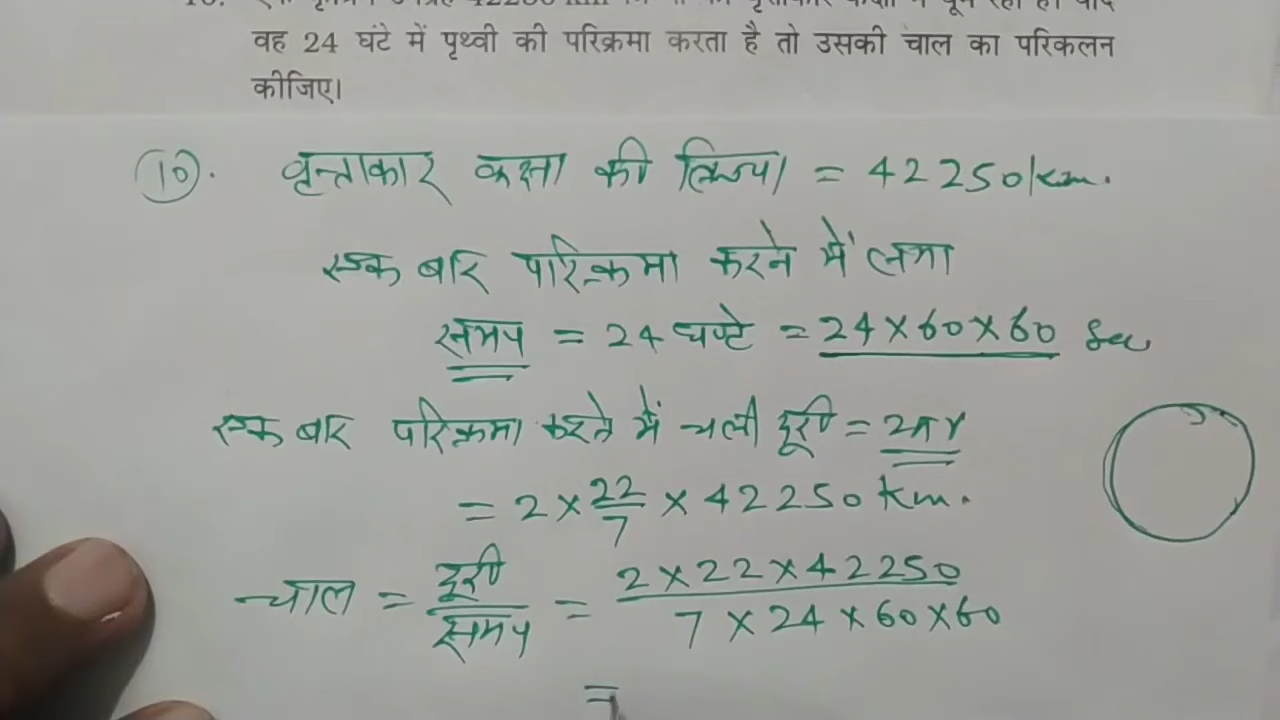 वह 24 घंटे में पृथ्वी की परिक्रमा करता है तो उसकी चाल का परिकलन
कीजिए।
10. वृत्ताकार कक्षा की त्रिज्या = 42250 km.
एक बार परिक्रमा करने में लगा
समय = 24 घण्टे = 24 × 60 × 60 Sec
एक बार परिक्रमा करने में चली दूरी = 2πr
= 2 × 22/7 × 42250 km.
चाल = दूरी/समय = 2 × 22 × 42250 / 7 × 24 × 60 × 60
=